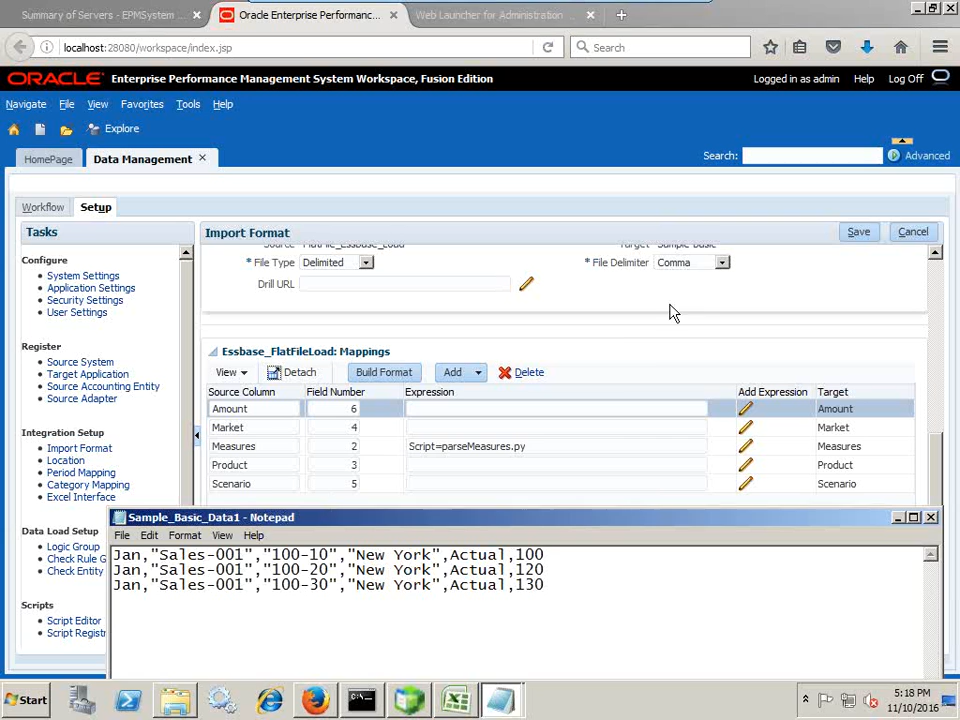 Summary of Servers - EPMSystem ... ×
Oracle Enterprise Performanc... ×
Web Launcher for Administration ... ×
localhost:28080/workspace/index.jsp
Search
ORACLE Enterprise Performance Management System Workspace, Fusion Edition
Logged in as admin Help Log Off
Navigate File View Favorites Tools Help
Explore
HomePage Data Management × Search: Advanced
Workflow Setup
Tasks
Import Format Save Cancel
Configure
System Settings
Application Settings
Security Settings
User Settings
Register
Source System
Target Application
Source Accounting Entity
Source Adapter
Integration Setup
Import Format
Location
Period Mapping
Category Mapping
Excel Interface
Data Load Setup
Logic Group
Check Rule G
Check Entity
Scripts
Script Editor
Script Registr
Source FlatFile_Essbase_Load Target Sample Basic
* File Type Delimited * File Delimiter Comma
Drill URL
Essbase_FlatFileLoad: Mappings
View Detach Build Format Add Delete
Source Column Field Number Expression Add Expression Target
Amount 6 Amount
Market 4 Market
Measures 2 Script=parseMeasures.py Measures
Product 3 Product
Scenario 5 Scenario
Sample_Basic_Data1 - Notepad
File Edit Format View Help
Jan,"Sales-001","100-10","New York",Actual,100
Jan,"Sales-001","100-20","New York",Actual,120
Jan,"Sales-001","100-30","New York",Actual,130
Start
5:18 PM
11/10/2016